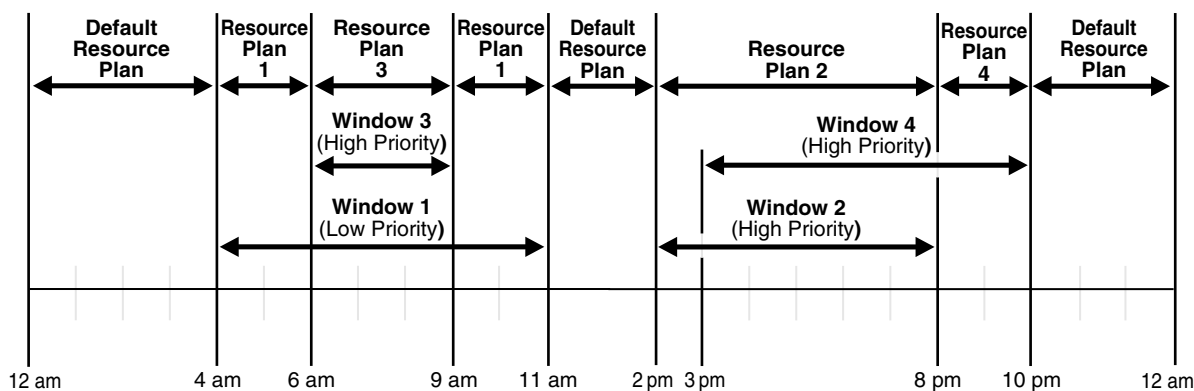 Default
Resource
Plan
Resource
Plan
1
Resource
Plan
3
Resource
Plan
1
Default
Resource
Plan
Resource
Plan 2
Resource
Plan
4
Default
Resource
Plan
Window 3
(High Priority)
Window 4
(High Priority)
Window 1
(Low Priority)
Window 2
(High Priority)
12 am
4 am
6 am
9 am
11 am
2 pm
3 pm
8 pm
10 pm
12 am